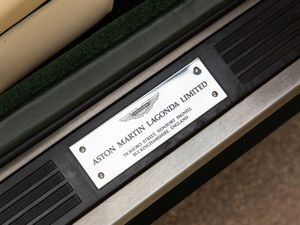 ASTON MARTIN LAGONDA LIMITED
TICKFORD STREET, NEWPORT PAGNELL
BUCKINGHAMSHIRE, ENGLAND